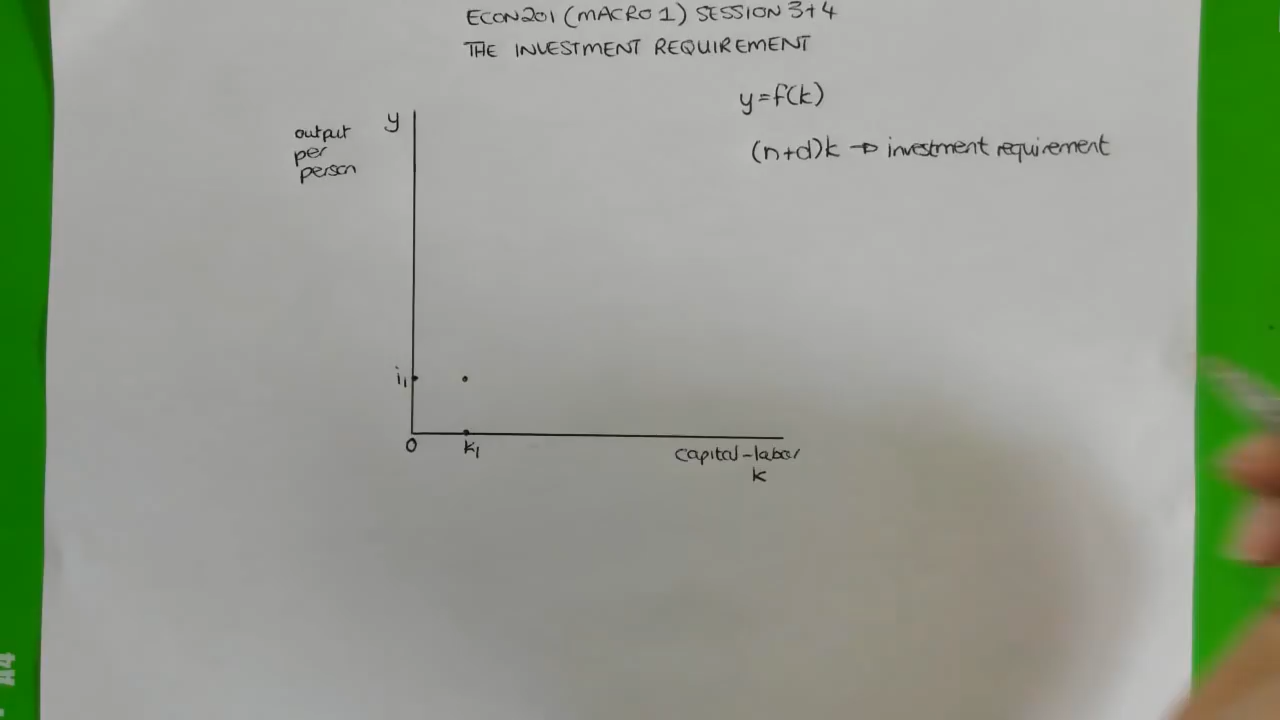 ECON201 (MACRO 1) SESSION 3+4
THE INVESTMENT REQUIREMENT
y=f(k)
(n+d)k → investment requirement
y
output
per
person
i₁
0
k₁
capital-labor
k
A4